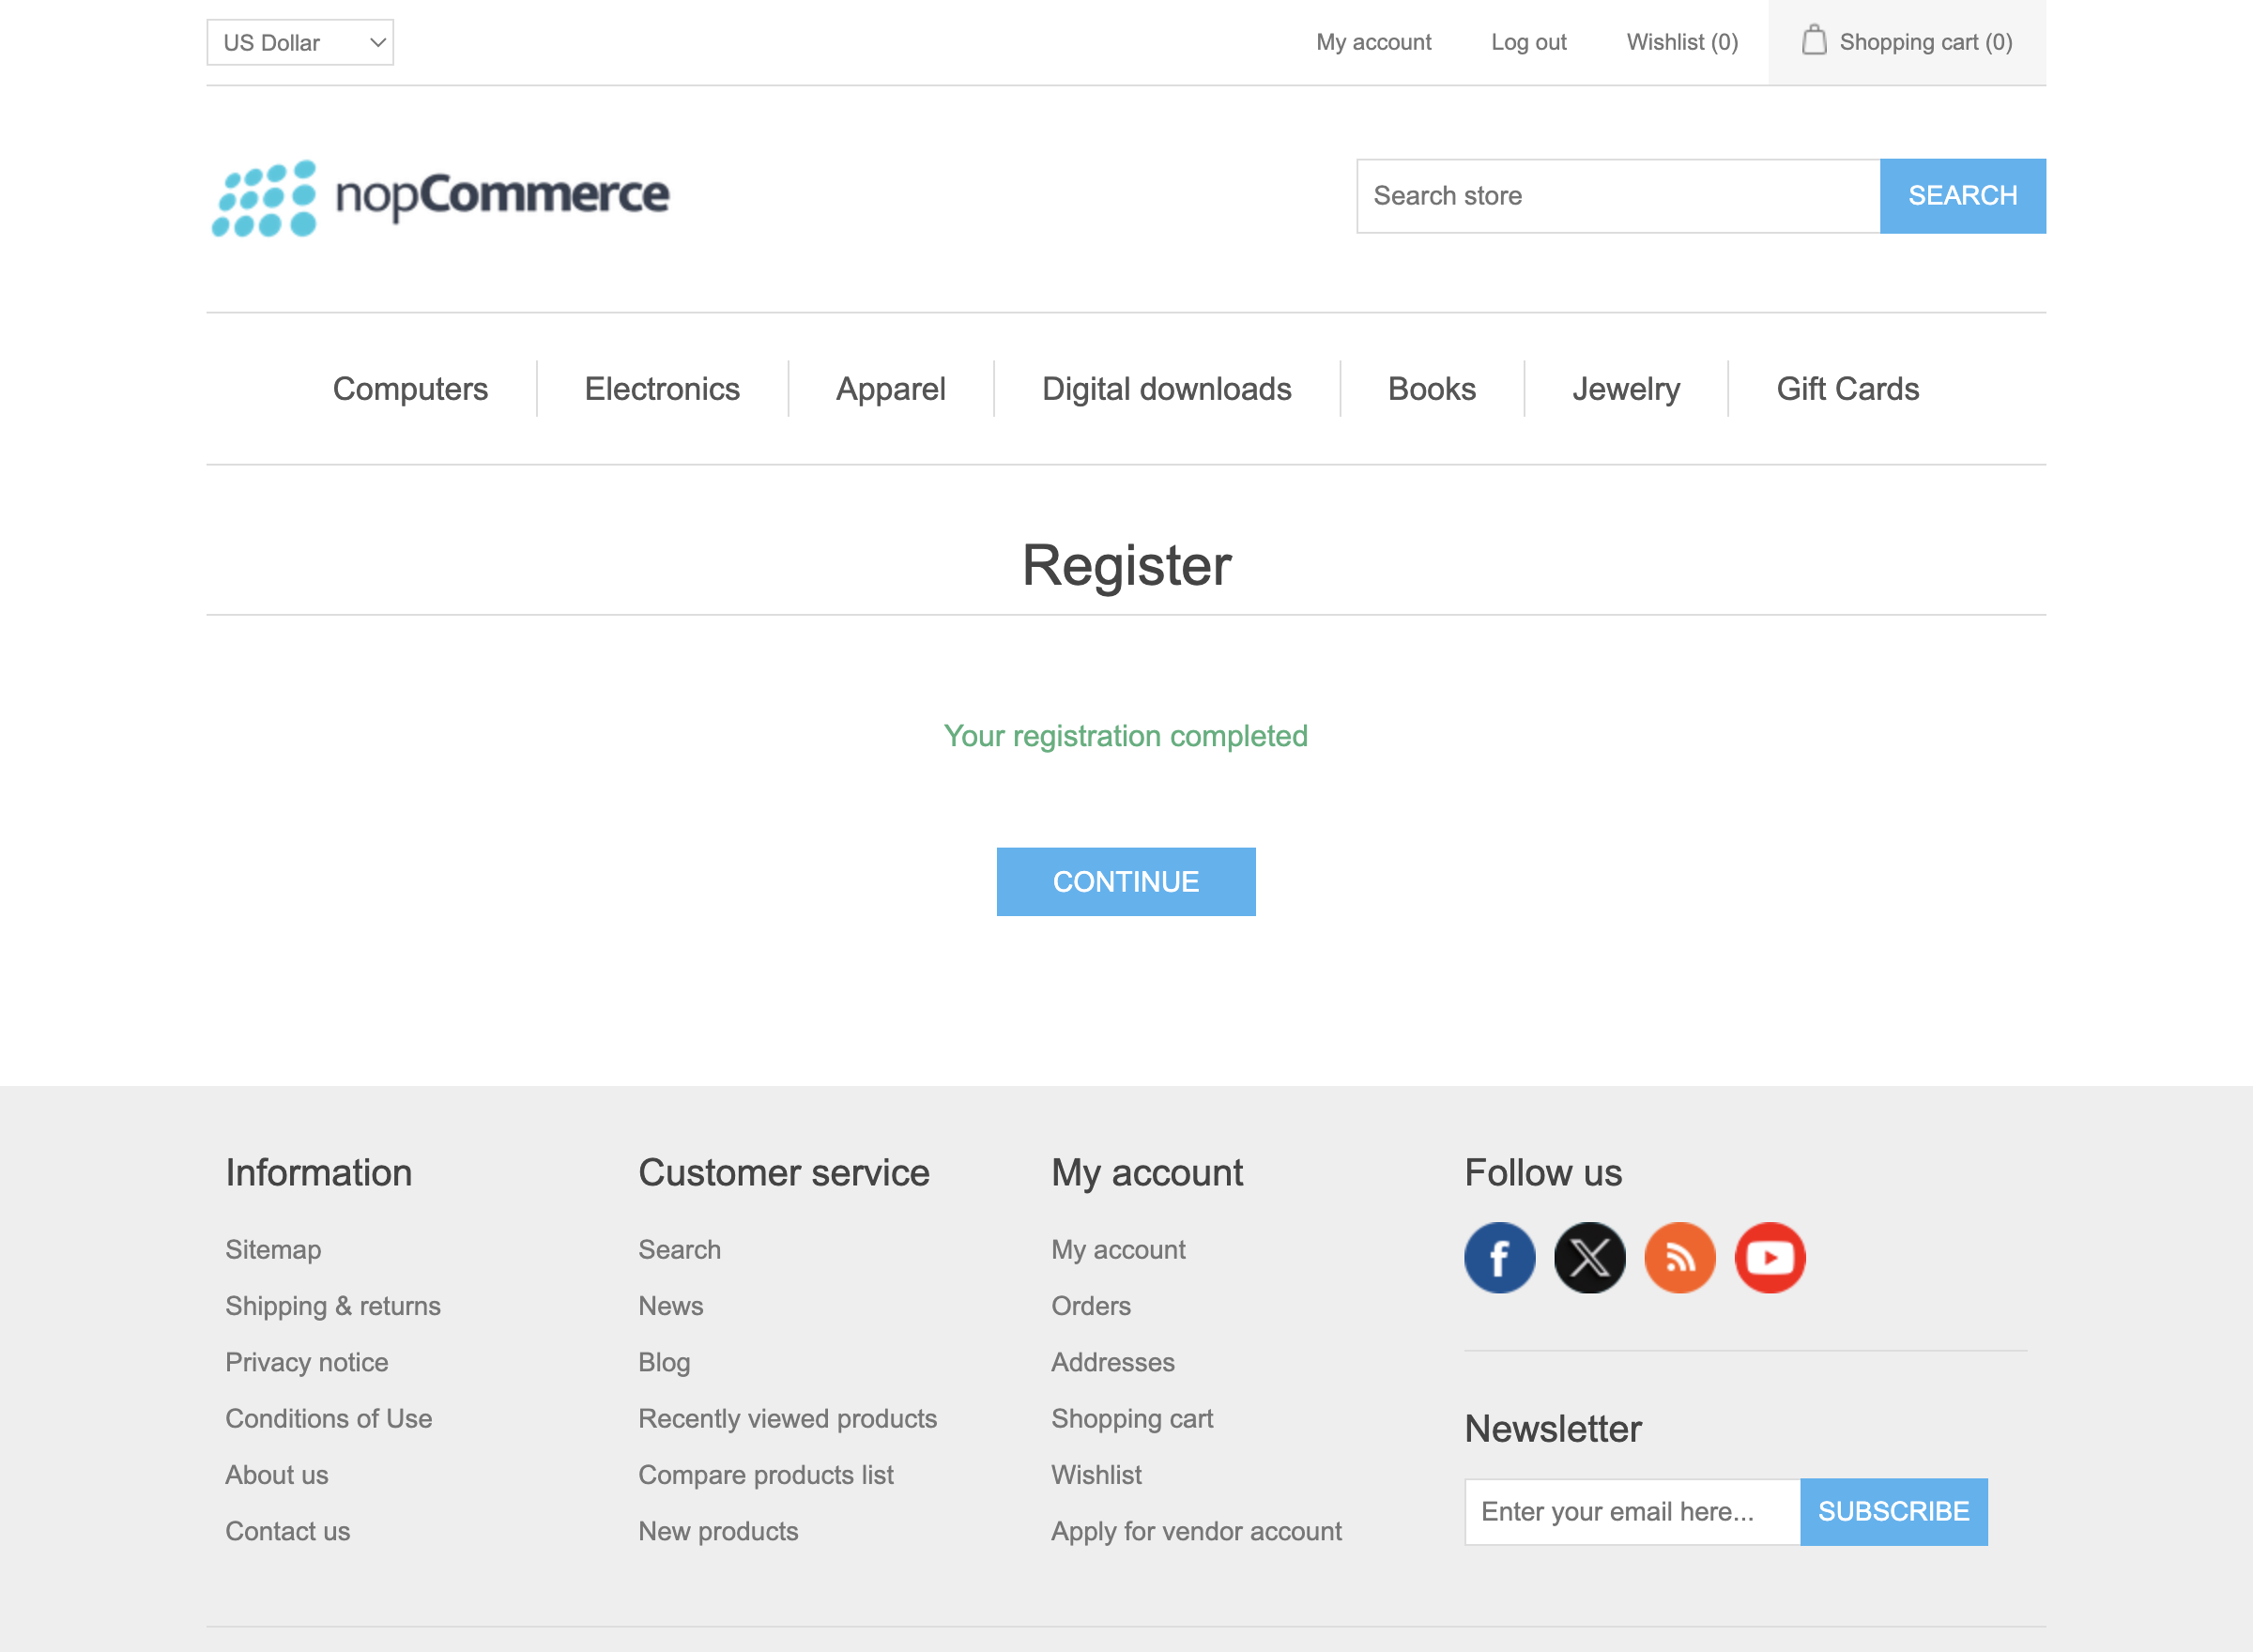 US Dollar
My account
Log out
Wishlist (0)
Shopping cart (0)
nopCommerce
Search store
SEARCH
Computers
Electronics
Apparel
Digital downloads
Books
Jewelry
Gift Cards
Register
Your registration completed
CONTINUE
Information
Sitemap
Shipping & returns
Privacy notice
Conditions of Use
About us
Contact us
Customer service
Search
News
Blog
Recently viewed products
Compare products list
New products
My account
My account
Orders
Addresses
Shopping cart
Wishlist
Apply for vendor account
Follow us
Newsletter
Enter your email here...
SUBSCRIBE